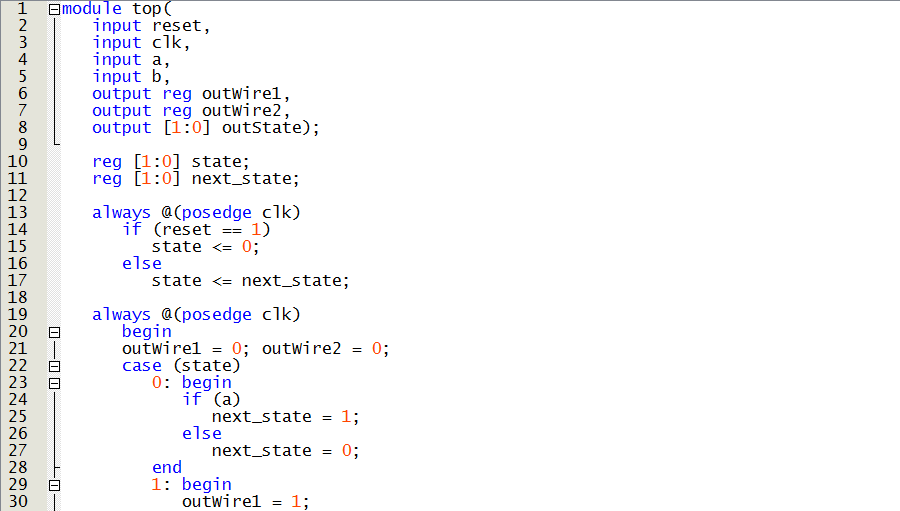 1 module top(
2 input reset,
3 input clk,
4 input a,
5 input b,
6 output reg outWire1,
7 output reg outWire2,
8 output [1:0] outState);
9
10 reg [1:0] state;
11 reg [1:0] next_state;
12
13 always @(posedge clk)
14 if (reset == 1)
15 state <= 0;
16 else
17 state <= next_state;
18
19 always @(posedge clk)
20 begin
21 outWire1 = 0; outWire2 = 0;
22 case (state)
23 0: begin
24 if (a)
25 next_state = 1;
26 else
27 next_state = 0;
28 end
29 1: begin
30 outWire1 = 1;